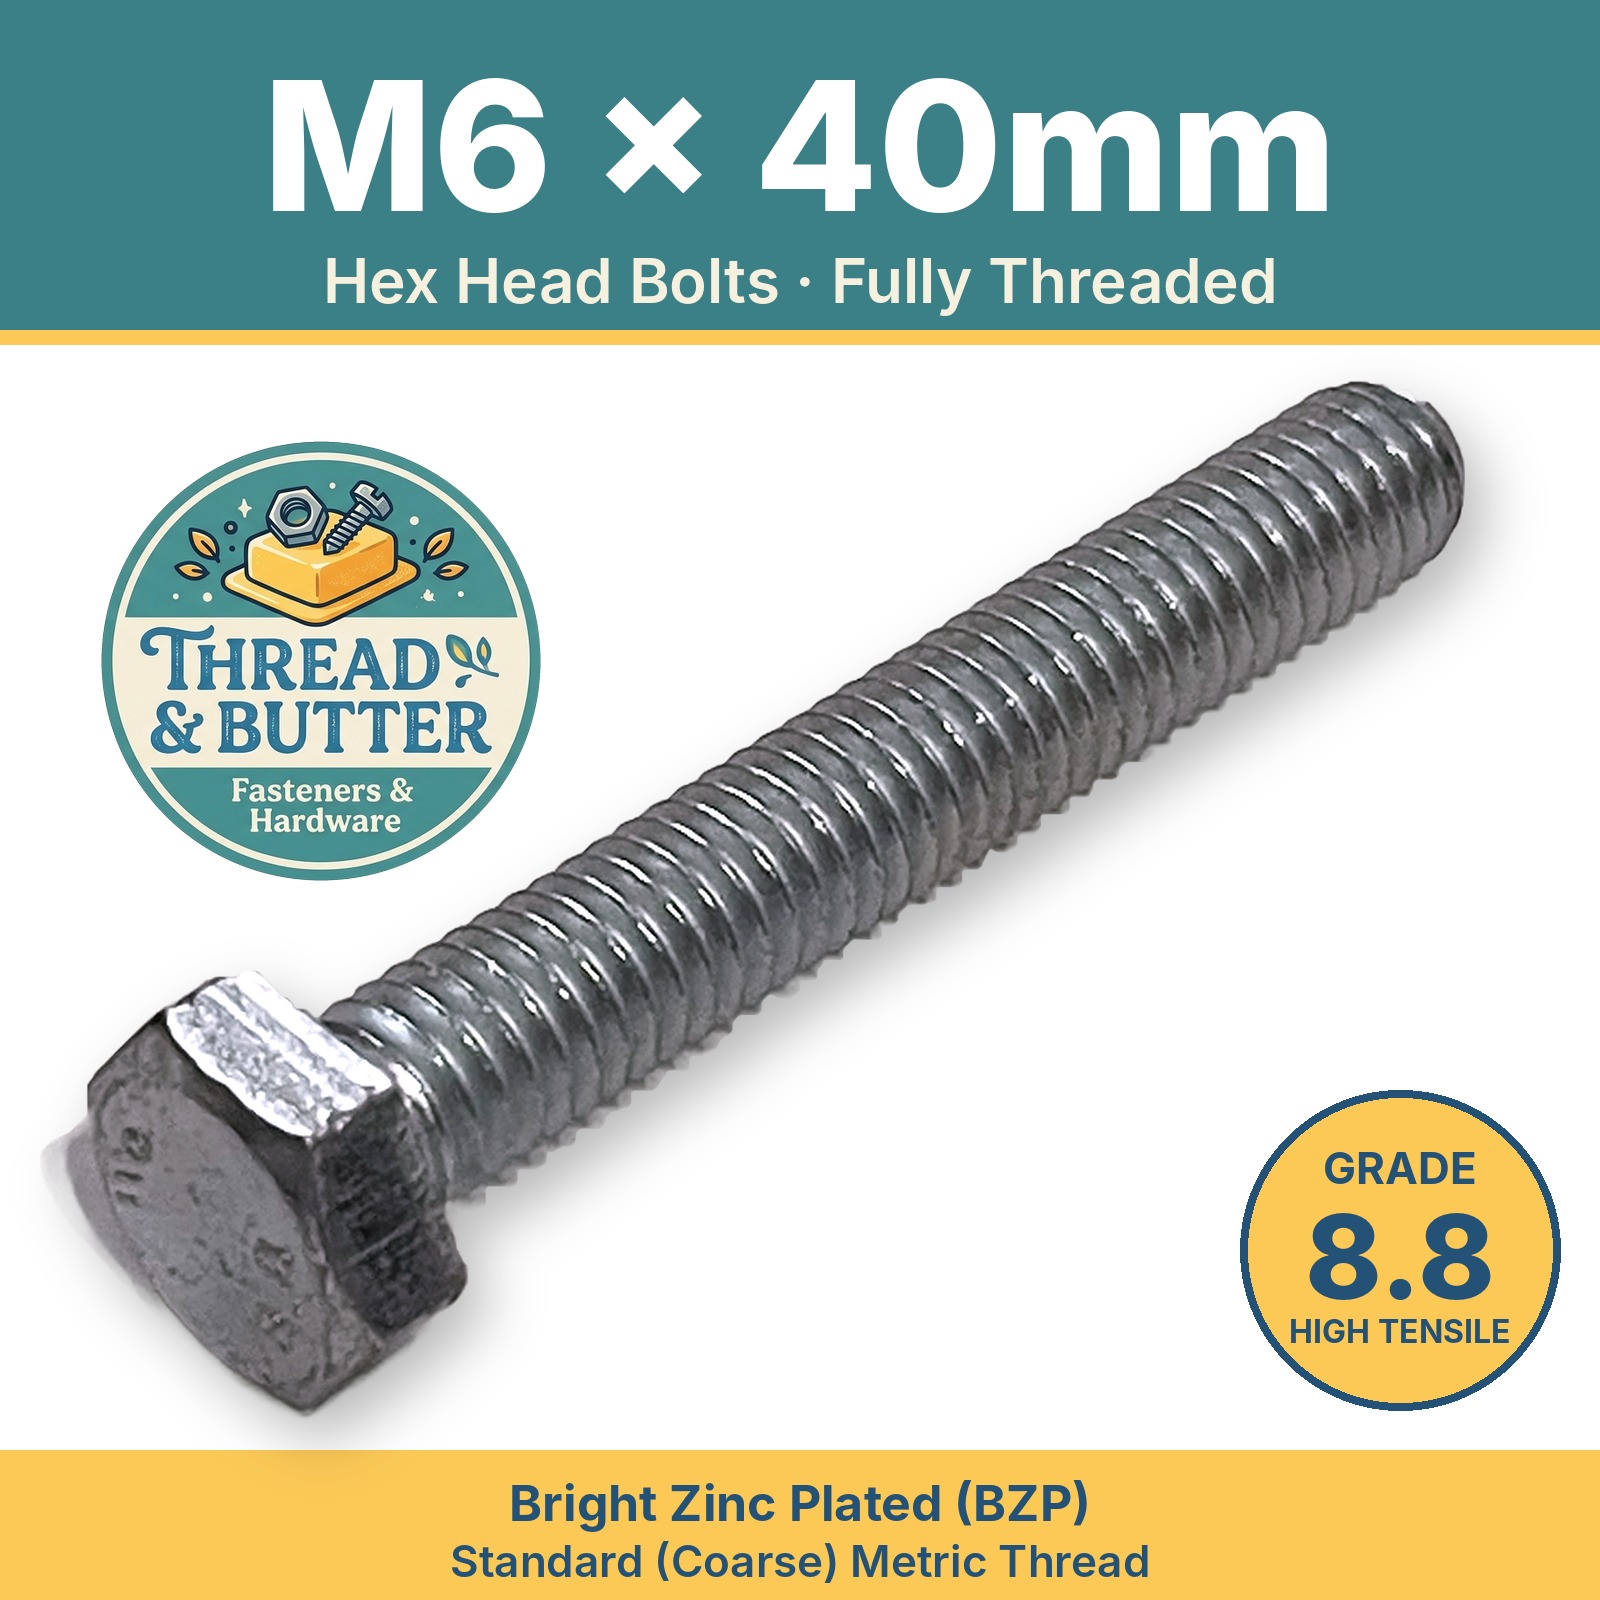 M6 × 40mm
Hex Head Bolts · Fully Threaded
THREAD
& BUTTER
Fasteners &
Hardware
GRADE
8.8
HIGH TENSILE
Bright Zinc Plated (BZP)
Standard (Coarse) Metric Thread